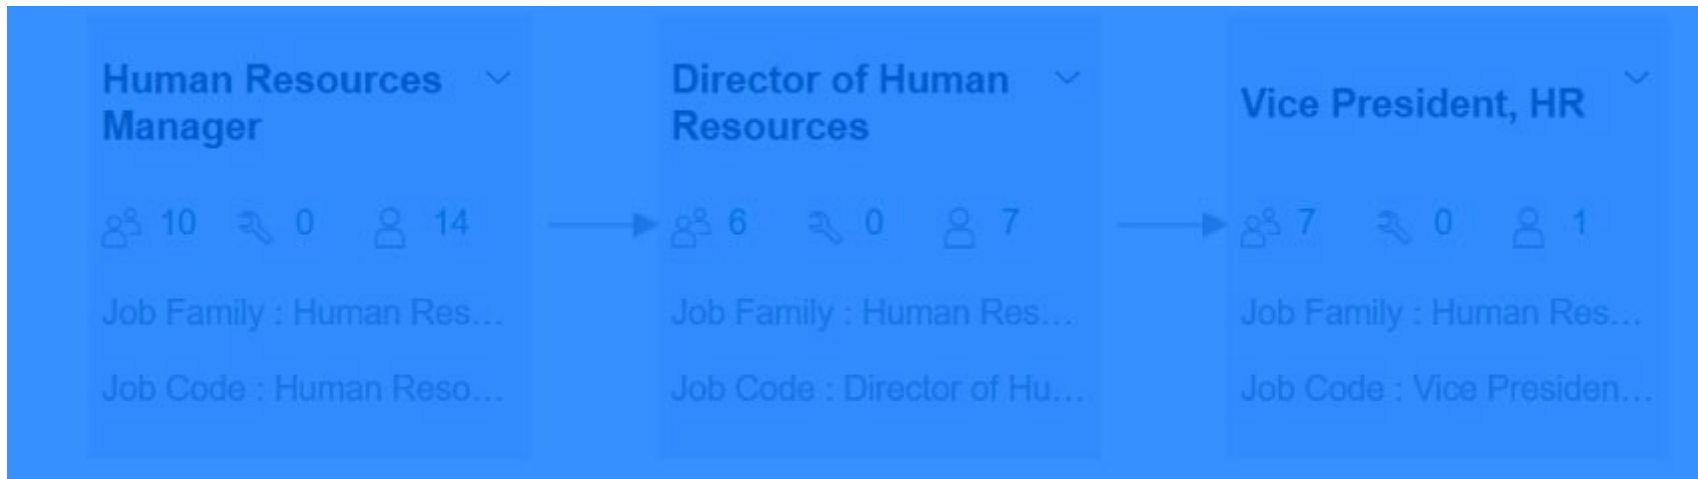 Human Resources
Manager
10 0 14
Job Family : Human Res...
Job Code : Human Reso...
Director of Human
Resources
6 0 7
Job Family : Human Res...
Job Code : Director of Hu...
Vice President, HR
7 0 1
Job Family : Human Res...
Job Code : Vice Presiden...